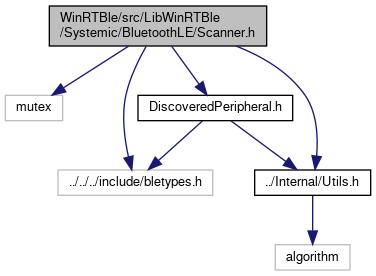 WinRTBle/src/LibWinRTBle
/Systemic/BluetoothLE/Scanner.h
mutex
DiscoveredPeripheral.h
../../../include/bletypes.h
../Internal/Utils.h
algorithm